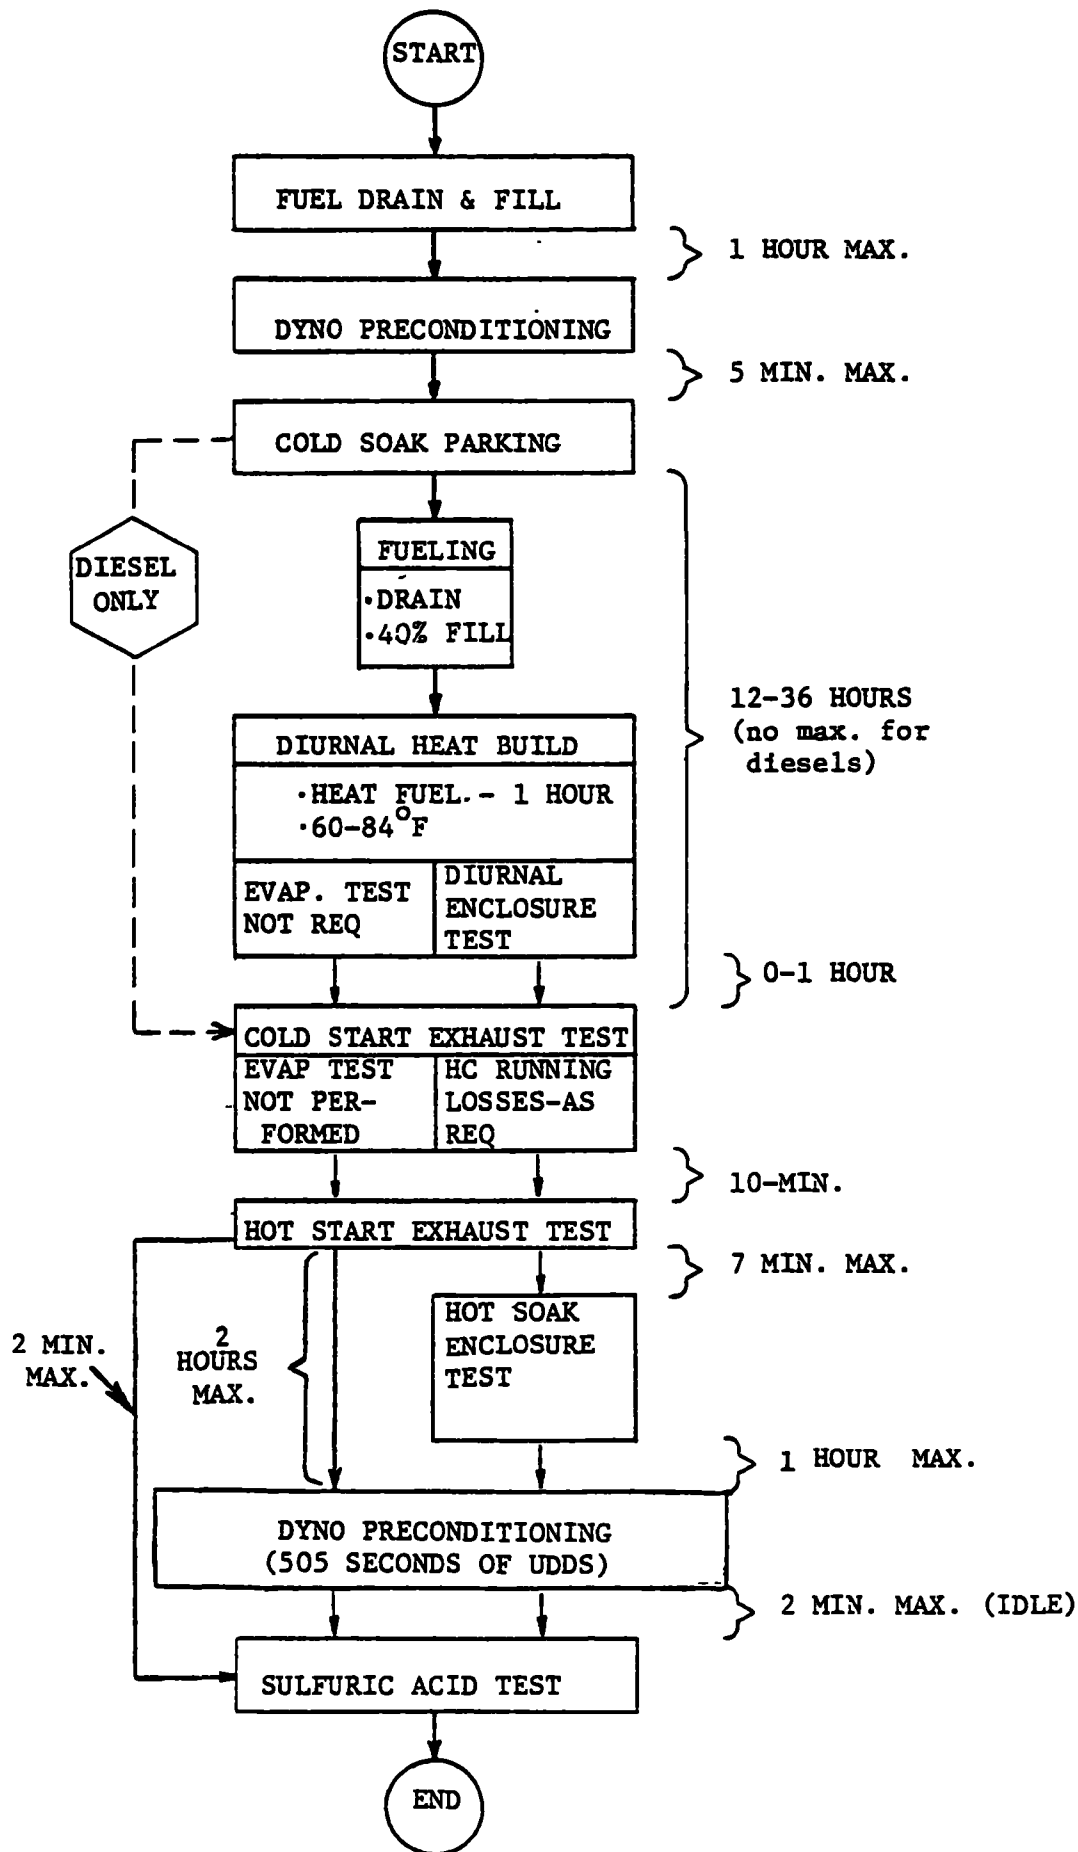 START
FUEL DRAIN & FILL
1 HOUR MAX.
DYNO PRECONDITIONING
5 MIN. MAX.
COLD SOAK PARKING
DIESEL
ONLY
FUELING
·DRAIN
·40% FILL
12-36 HOURS
(no max. for
diesels)
DIURNAL HEAT BUILD
·HEAT FUEL.- 1 HOUR
·60-84°F
EVAP. TEST
NOT REQ
DIURNAL
ENCLOSURE
TEST
0-1 HOUR
COLD START EXHAUST TEST
EVAP TEST
NOT PER-
FORMED
HC RUNNING
LOSSES-AS
REQ
10-MIN.
HOT START EXHAUST TEST
7 MIN. MAX.
2 MIN.
MAX.
2
HOURS
MAX.
HOT SOAK
ENCLOSURE
TEST
1 HOUR MAX.
DYNO PRECONDITIONING
(505 SECONDS OF UDDS)
2 MIN. MAX. (IDLE)
SULFURIC ACID TEST
END